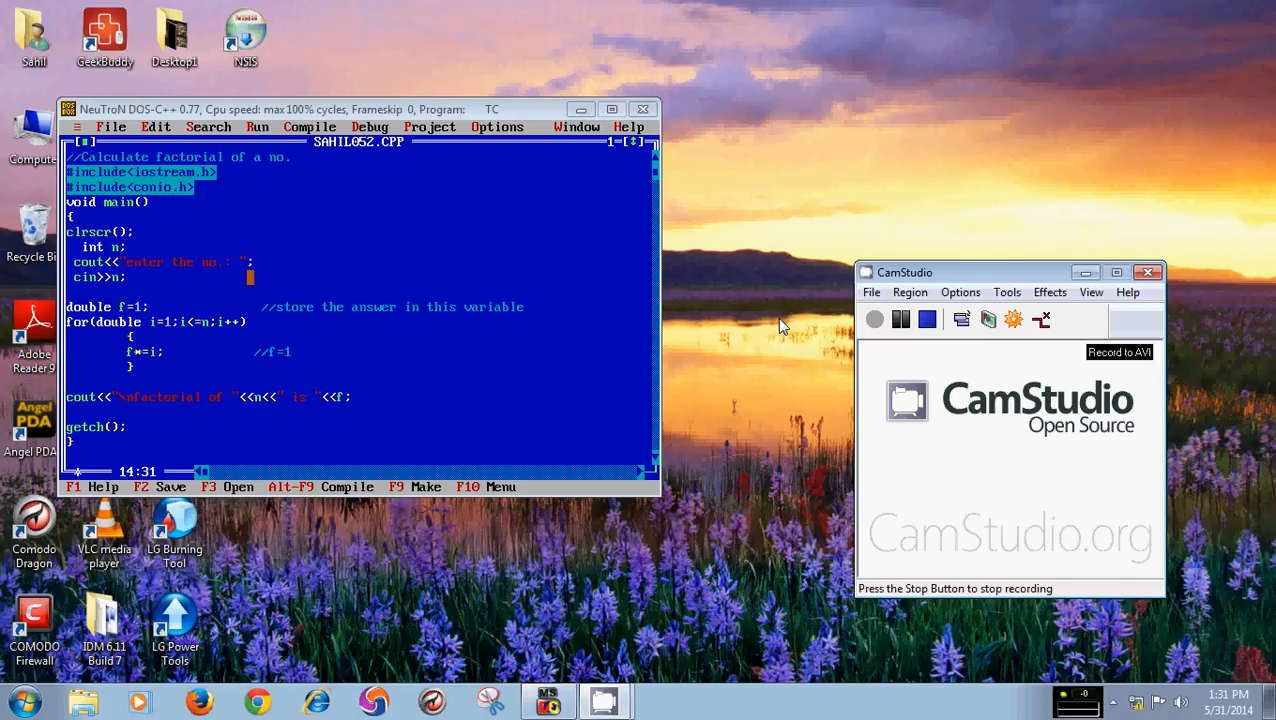 Sahil
GeekBuddy
Desktop1
NSIS
NeuTroN DOS-C++ 0.77, Cpu speed: max 100% cycles, Frameskip 0, Program: TC
≡ File Edit Search Run Compile Debug Project Options Window Help
SAHIL052.CPP 1=[↕]
//Calculate factorial of a no.
#include<iostream.h>
#include<conio.h>
void main()
{
clrscr();
int n;
cout<<"enter the no.: ";
cin>>n;
double f=1; //store the answer in this variable
for(double i=1;i<=n;i++)
{
f*=i; //f=1
}
cout<<"\nfactorial of "<<n<<" is "<<f;
getch();
}
14:31
F1 Help F2 Save F3 Open Alt-F9 Compile F9 Make F10 Menu
Compute
Recycle Bi
Adobe
Reader 9
Angel
PDA
Angel PDA
Comodo
Dragon
VLC media
player
LG Burning
Tool
COMODO
Firewall
IDM 6.11
Build 7
LG Power
Tools
CamStudio
File Region Options Tools Effects View Help
Record to AVI
CamStudio
Open Source
CamStudio.org
Press the Stop Button to stop recording
MS
-0
1:31 PM
5/31/2014